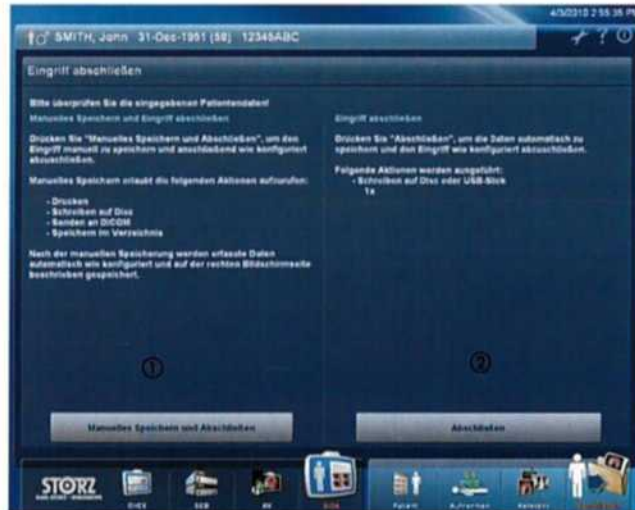 4/3/2010 2:55:35 PM
SMITH, John 31-Dec-1951 (58) 12345ABC
Eingriff abschließen
Bitte überprüfen Sie die eingegebenen Patientendaten!
Manuelles Speichern und Eingriff abschließen
Drücken Sie "Manuelles Speichern und Abschließen", um den
Eingriff manuell zu speichern und anschließend wie konfiguriert
abzuschließen.
Manuelles Speichern erlaubt die folgenden Aktionen aufzurufen:
- Drucken
- Schreiben auf Disc
- Senden an DICOM
- Speichern im Verzeichnis
Nach der manuellen Speicherung werden erfasste Daten
automatisch wie konfiguriert und auf der rechten Bildschirmseite
beschrieben gespeichert.
Eingriff abschließen
Drücken Sie "Abschließen", um die Daten automatisch zu
speichern und den Eingriff wie konfiguriert abzuschließen.
Folgende Aktionen werden ausgeführt:
- Schreiben auf Disc oder USB-Stick
1x
①
②
Manuelles Speichern und Abschließen
Abschließen
STORZ
KARL STORZ - ENDOSKOPE
SCB
Patient
Aufnahmen